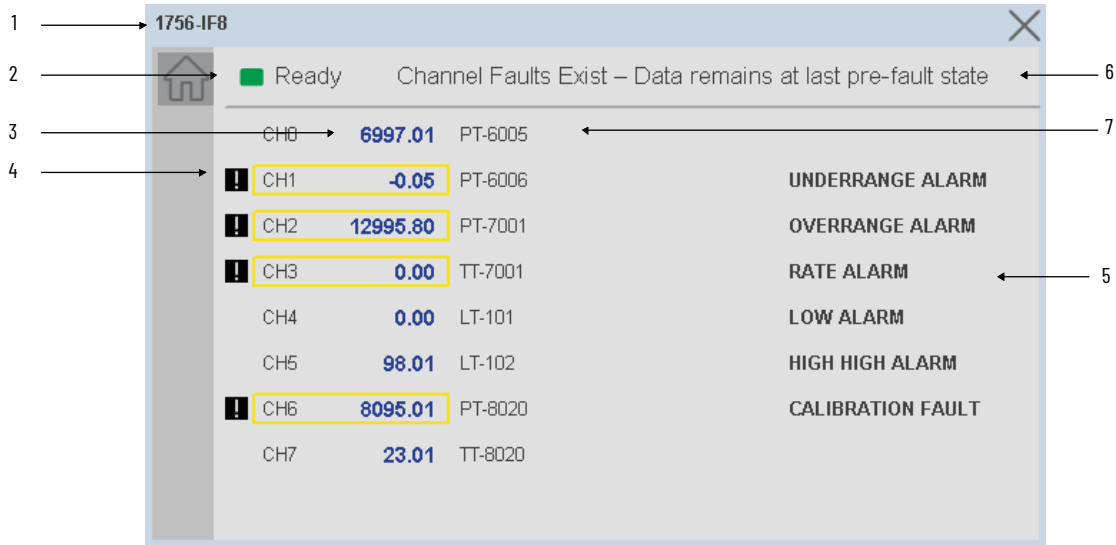 1 1756-IF8
2 Ready Channel Faults Exist – Data remains at last pre-fault state 6
3 CH0 6997.01 PT-6005 7
4 ! CH1 -0.05 PT-6006 UNDERRANGE ALARM
! CH2 12995.80 PT-7001 OVERRANGE ALARM
! CH3 0.00 TT-7001 RATE ALARM 5
CH4 0.00 LT-101 LOW ALARM
CH5 98.01 LT-102 HIGH HIGH ALARM
! CH6 8095.01 PT-8020 CALIBRATION FAULT
CH7 23.01 TT-8020